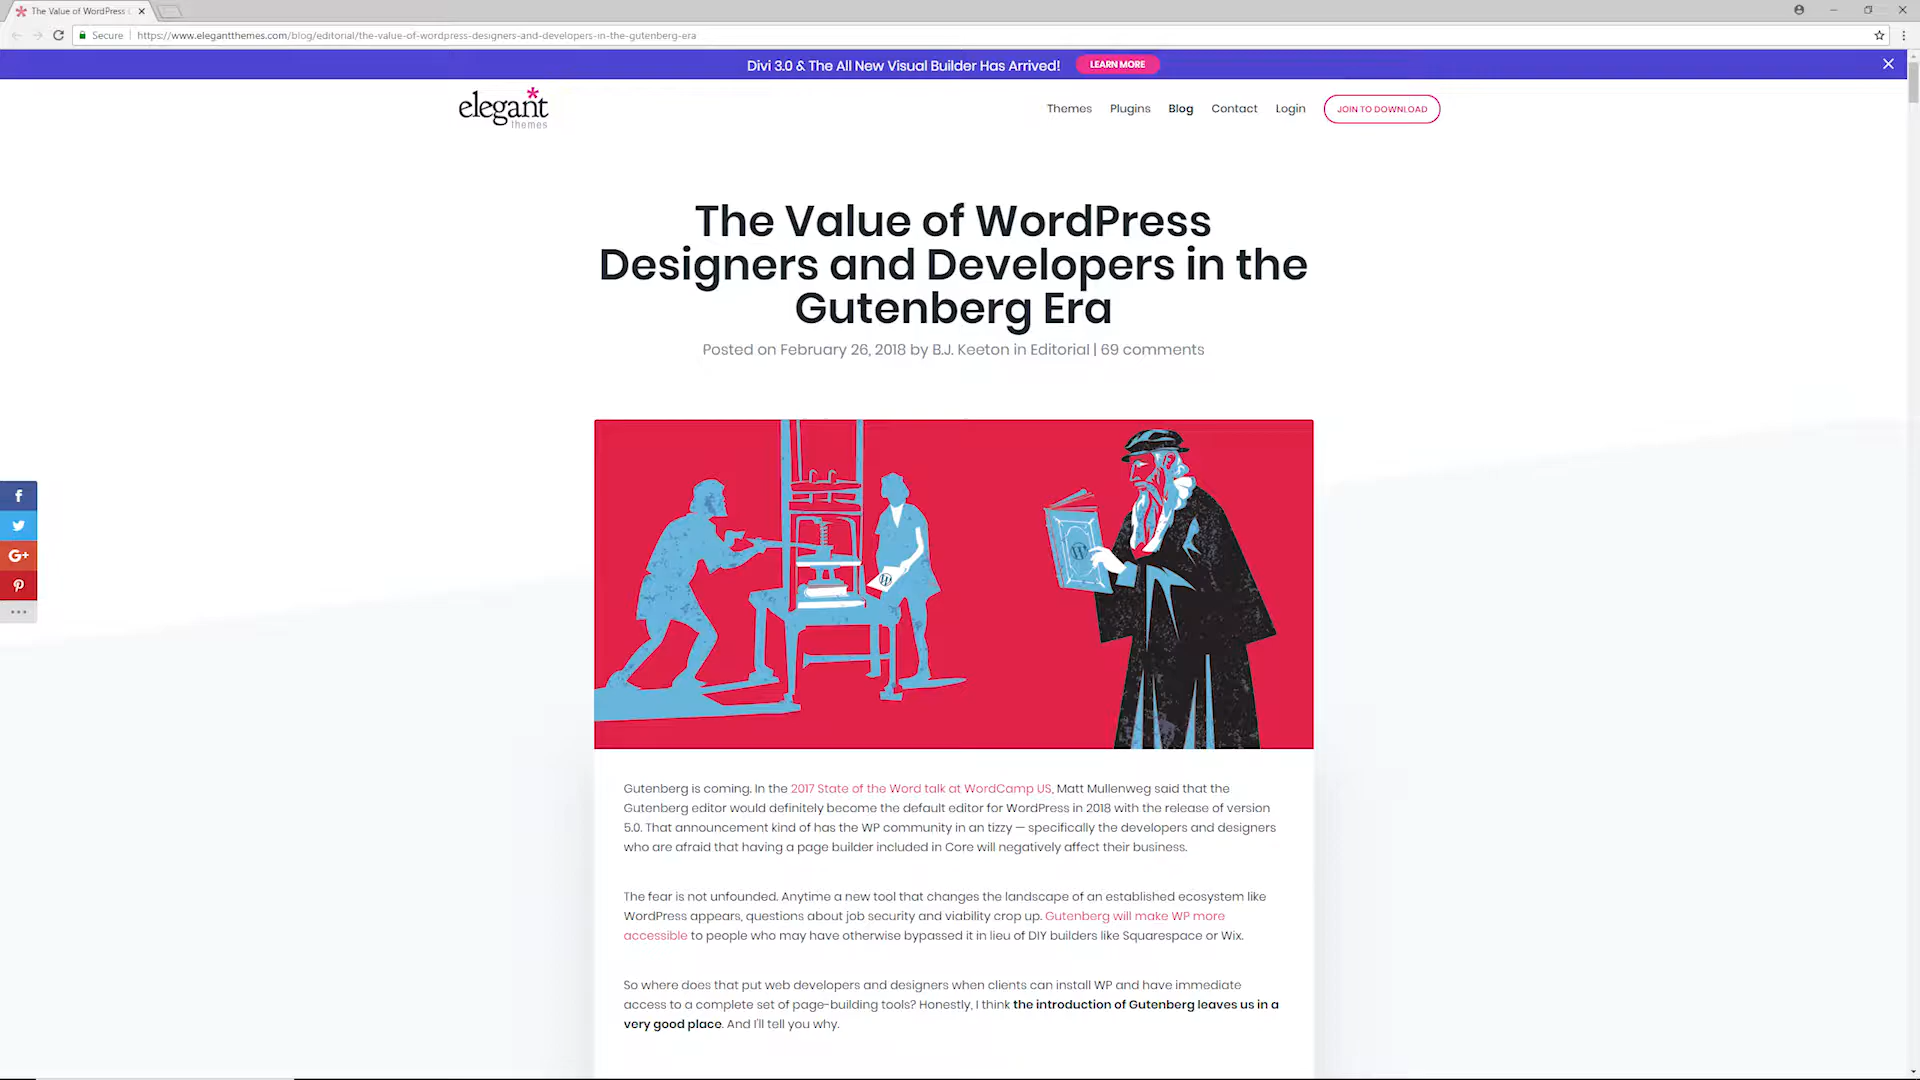 The Value of WordPress
Secure
https://www.elegantthemes.com/blog/editorial/the-value-of-wordpress-designers-and-developers-in-the-gutenberg-era
Divi 3.0 & The All New Visual Builder Has Arrived! LEARN MORE
elegant
themes
Themes Plugins Blog Contact Login JOIN TO DOWNLOAD
The Value of WordPress
Designers and Developers in the
Gutenberg Era
Posted on February 26, 2018 by B.J. Keeton in Editorial | 69 comments
f
G+
Gutenberg is coming. In the 2017 State of the Word talk at WordCamp US, Matt Mullenweg said that the
Gutenberg editor would definitely become the default editor for WordPress in 2018 with the release of version
5.0. That announcement kind of has the WP community in an tizzy — specifically the developers and designers
who are afraid that having a page builder included in Core will negatively affect their business.
The fear is not unfounded. Anytime a new tool that changes the landscape of an established ecosystem like
WordPress appears, questions about job security and viability crop up. Gutenberg will make WP more
accessible to people who may have otherwise bypassed it in lieu of DIY builders like Squarespace or Wix.
So where does that put web developers and designers when clients can install WP and have immediate
access to a complete set of page-building tools? Honestly, I think the introduction of Gutenberg leaves us in a
very good place. And I'll tell you why.